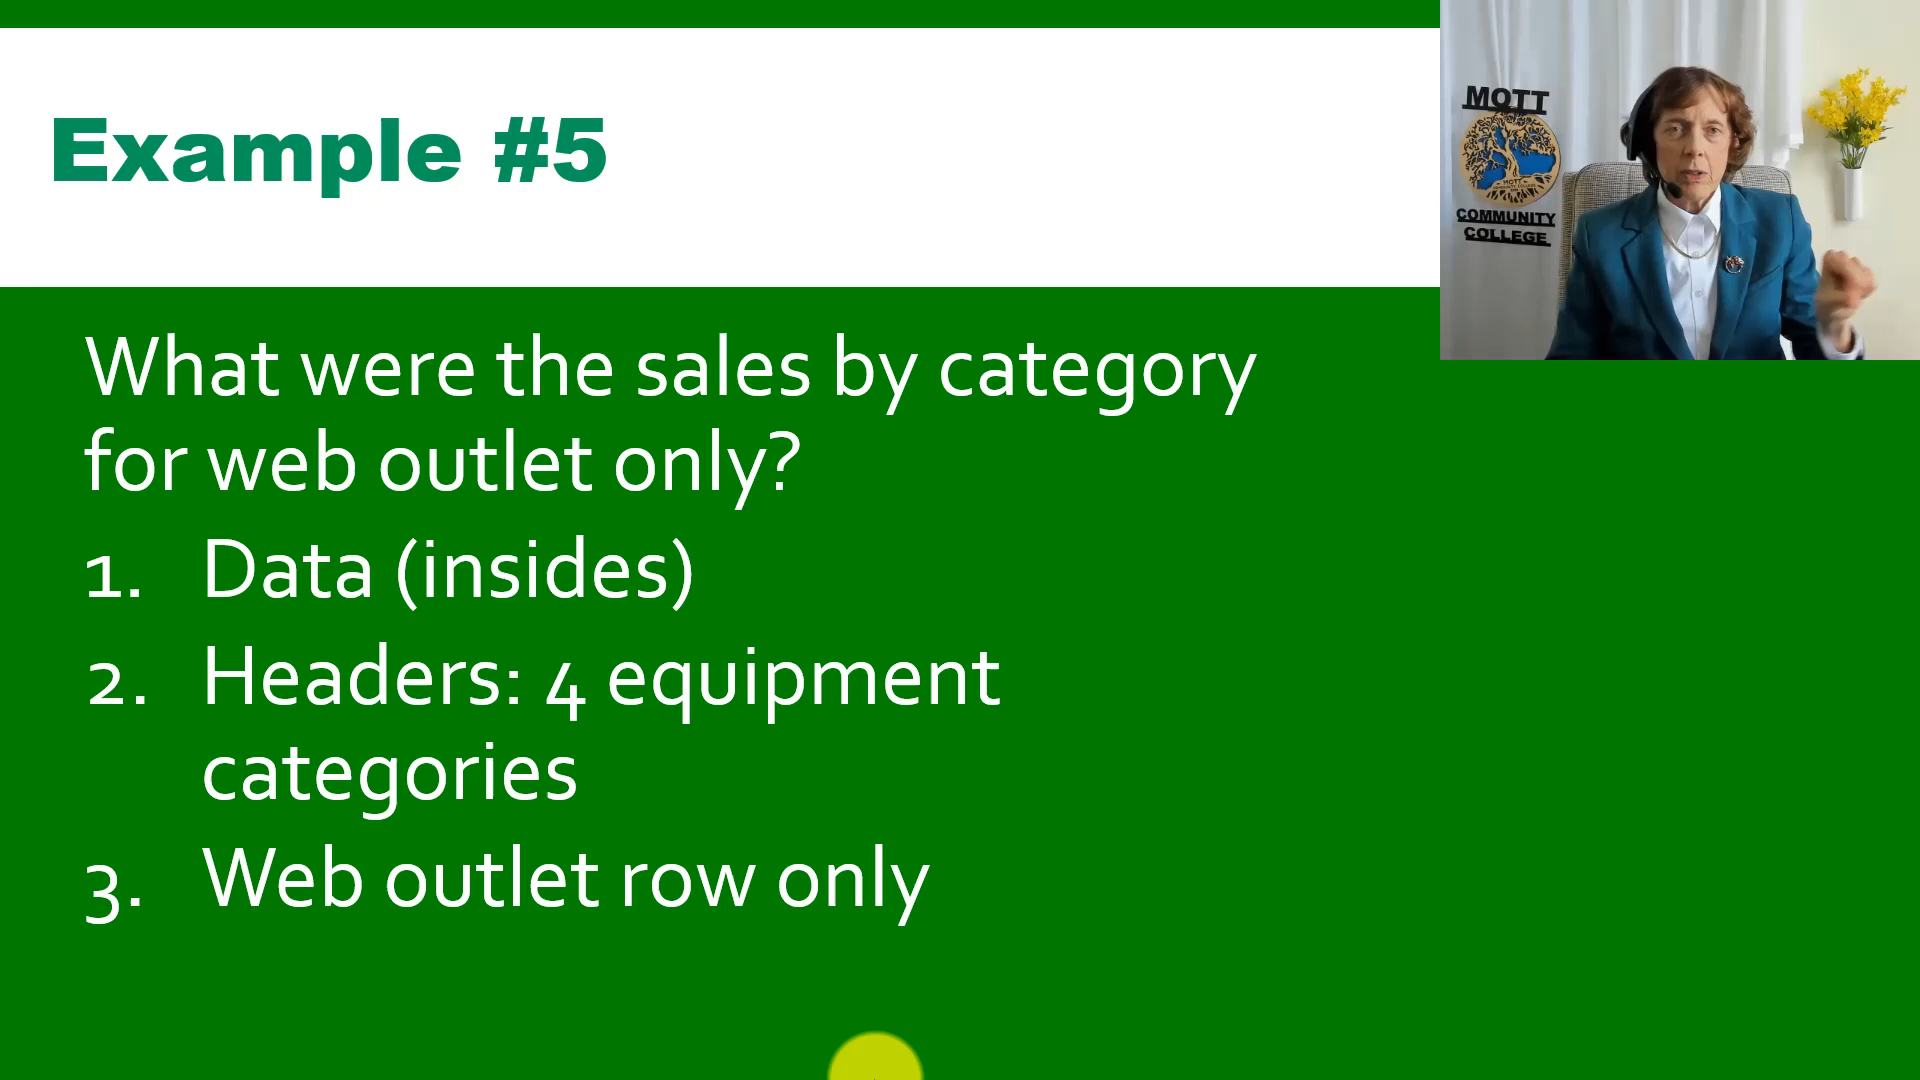 Example #5
What were the sales by category
for web outlet only?
1. Data (insides)
2. Headers: 4 equipment
categories
3. Web outlet row only
MOTT
MOTT
COMMUNITY
COLLEGE